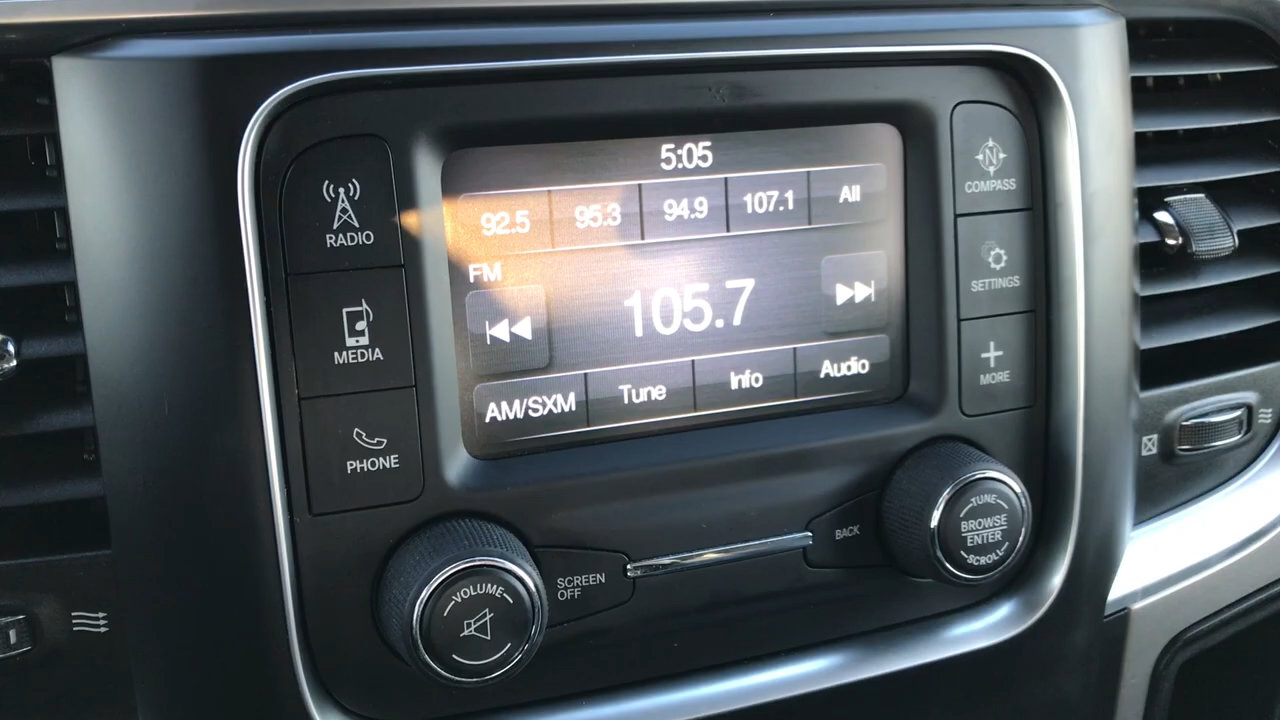 5:05
92.5 95.3 94.9 107.1 All
FM
105.7
AM/SXM Tune Info Audio
RADIO
MEDIA
PHONE
N
COMPASS
SETTINGS
MORE
VOLUME
SCREEN
OFF
BACK
TUNE
BROWSE
ENTER
SCROLL